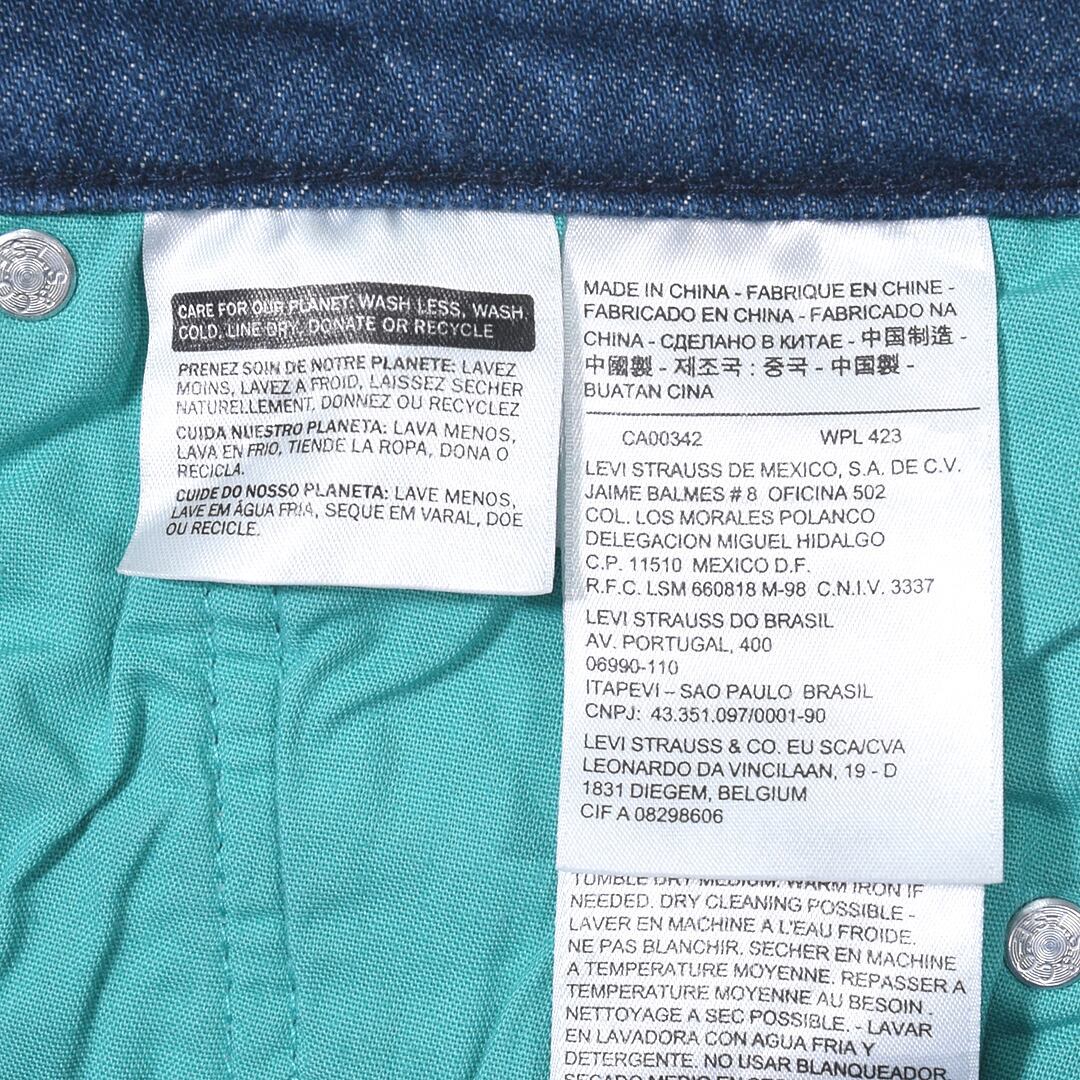 CARE FOR OUR PLANET: WASH LESS, WASH
COLD, LINE DRY, DONATE OR RECYCLE
PRENEZ SOIN DE NOTRE PLANETE: LAVEZ
MOINS, LAVEZ A FROID, LAISSEZ SECHER
NATURELLEMENT, DONNEZ OU RECYCLEZ
CUIDA NUESTRO PLANETA: LAVA MENOS,
LAVA EN FRIO, TIENDE LA ROPA, DONA O
RECICLA.
CUIDE DO NOSSO PLANETA: LAVE MENOS,
LAVE EM ÁGUA FRIA, SEQUE EM VARAL, DOE
OU RECICLE.
MADE IN CHINA - FABRIQUE EN CHINE -
FABRICADO EN CHINA - FABRICADO NA
CHINA - СДЕЛАНО В КИТАЕ - 中国制造 -
中國製 - 제조국 : 중국 - 中国製 -
BUATAN CINA
CA00342 WPL 423
LEVI STRAUSS DE MEXICO, S.A. DE C.V.
JAIME BALMES # 8 OFICINA 502
COL. LOS MORALES POLANCO
DELEGACION MIGUEL HIDALGO
C.P. 11510 MEXICO D.F.
R.F.C. LSM 660818 M-98 C.N.I.V. 3337
LEVI STRAUSS DO BRASIL
AV. PORTUGAL, 400
06990-110
ITAPEVI – SAO PAULO BRASIL
CNPJ: 43.351.097/0001-90
LEVI STRAUSS & CO. EU SCA/CVA
LEONARDO DA VINCILAAN, 19 - D
1831 DIEGEM, BELGIUM
CIF A 08298606
TUMBLE DRY MEDIUM. WARM IRON IF
NEEDED. DRY CLEANING POSSIBLE -
LAVER EN MACHINE A L'EAU FROIDE.
NE PAS BLANCHIR. SECHER EN MACHINE
A TEMPERATURE MOYENNE. REPASSER A
TEMPERATURE MOYENNE AU BESOIN .
NETTOYAGE A SEC POSSIBLE. - LAVAR
EN LAVADORA CON AGUA FRIA Y
DETERGENTE. NO USAR BLANQUEADOR